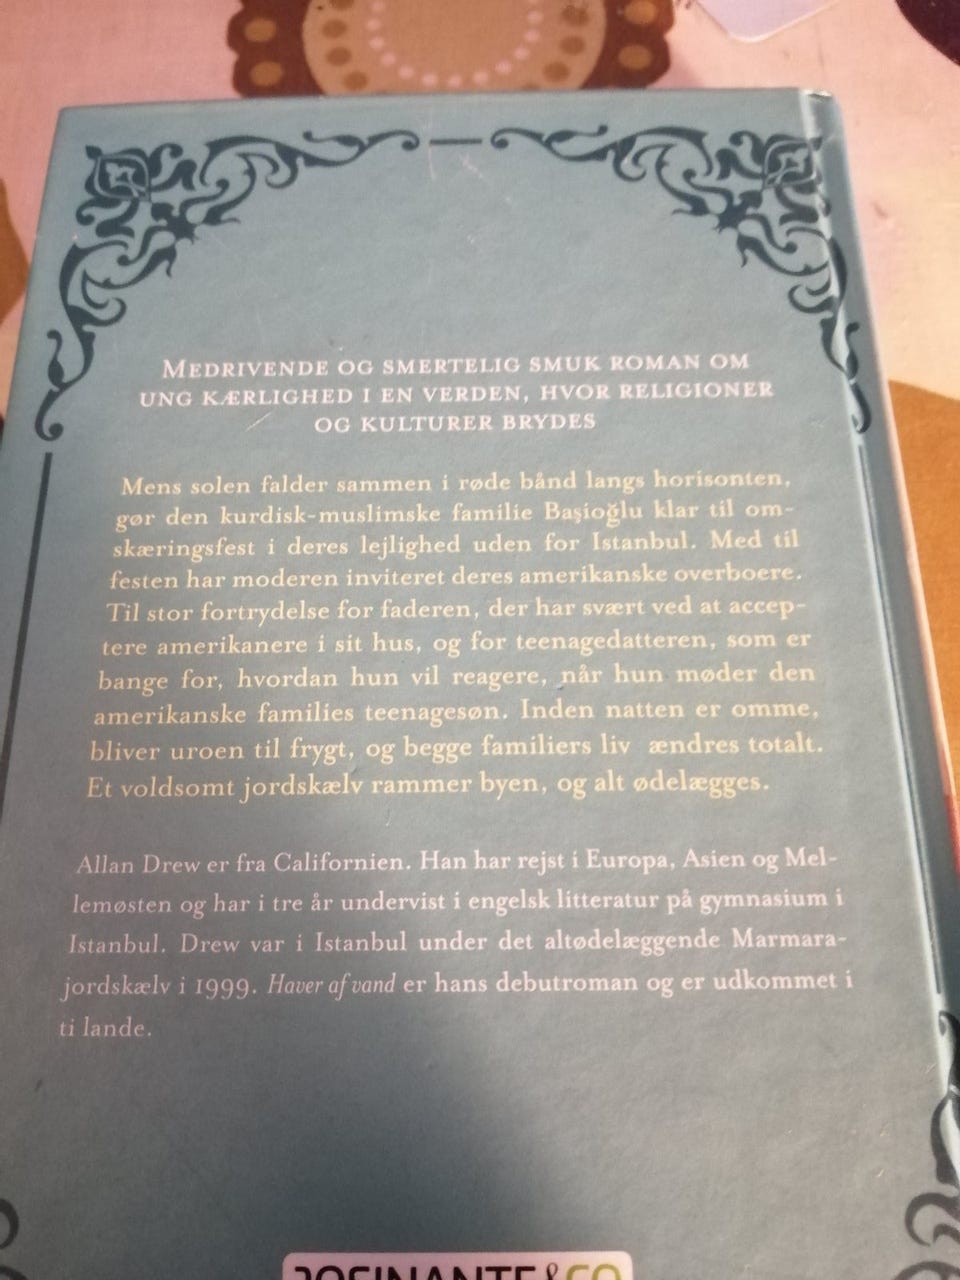 MEDRIVENDE OG SMERTELIG SMUK ROMAN OM
UNG KÆRLIGHED I EN VERDEN, HVOR RELIGIONER
OG KULTURER BRYDES
Mens solen falder sammen i røde bånd langs horisonten,
gør den kurdisk-muslimske familie Başioğlu klar til om-
skæringsfest i deres lejlighed uden for Istanbul. Med til
festen har moderen inviteret deres amerikanske overboere.
Til stor fortrydelse for faderen, der har svært ved at accep-
tere amerikanere i sit hus, og for teenagedatteren, som er
bange for, hvordan hun vil reagere, når hun møder den
amerikanske families teenagesøn. Inden natten er omme,
bliver uroen til frygt, og begge familiers liv ændres totalt.
Et voldsomt jordskælv rammer byen, og alt ødelægges.
Allan Drew er fra Californien. Han har rejst i Europa, Asien og Mel-
lemøsten og har i tre år undervist i engelsk litteratur på gymnasium i
Istanbul. Drew var i Istanbul under det altødelæggende Marmara-
jordskælv i 1999. Haver af vand er hans debutroman og er udkommet i
ti lande.
ROSINANTE&CO